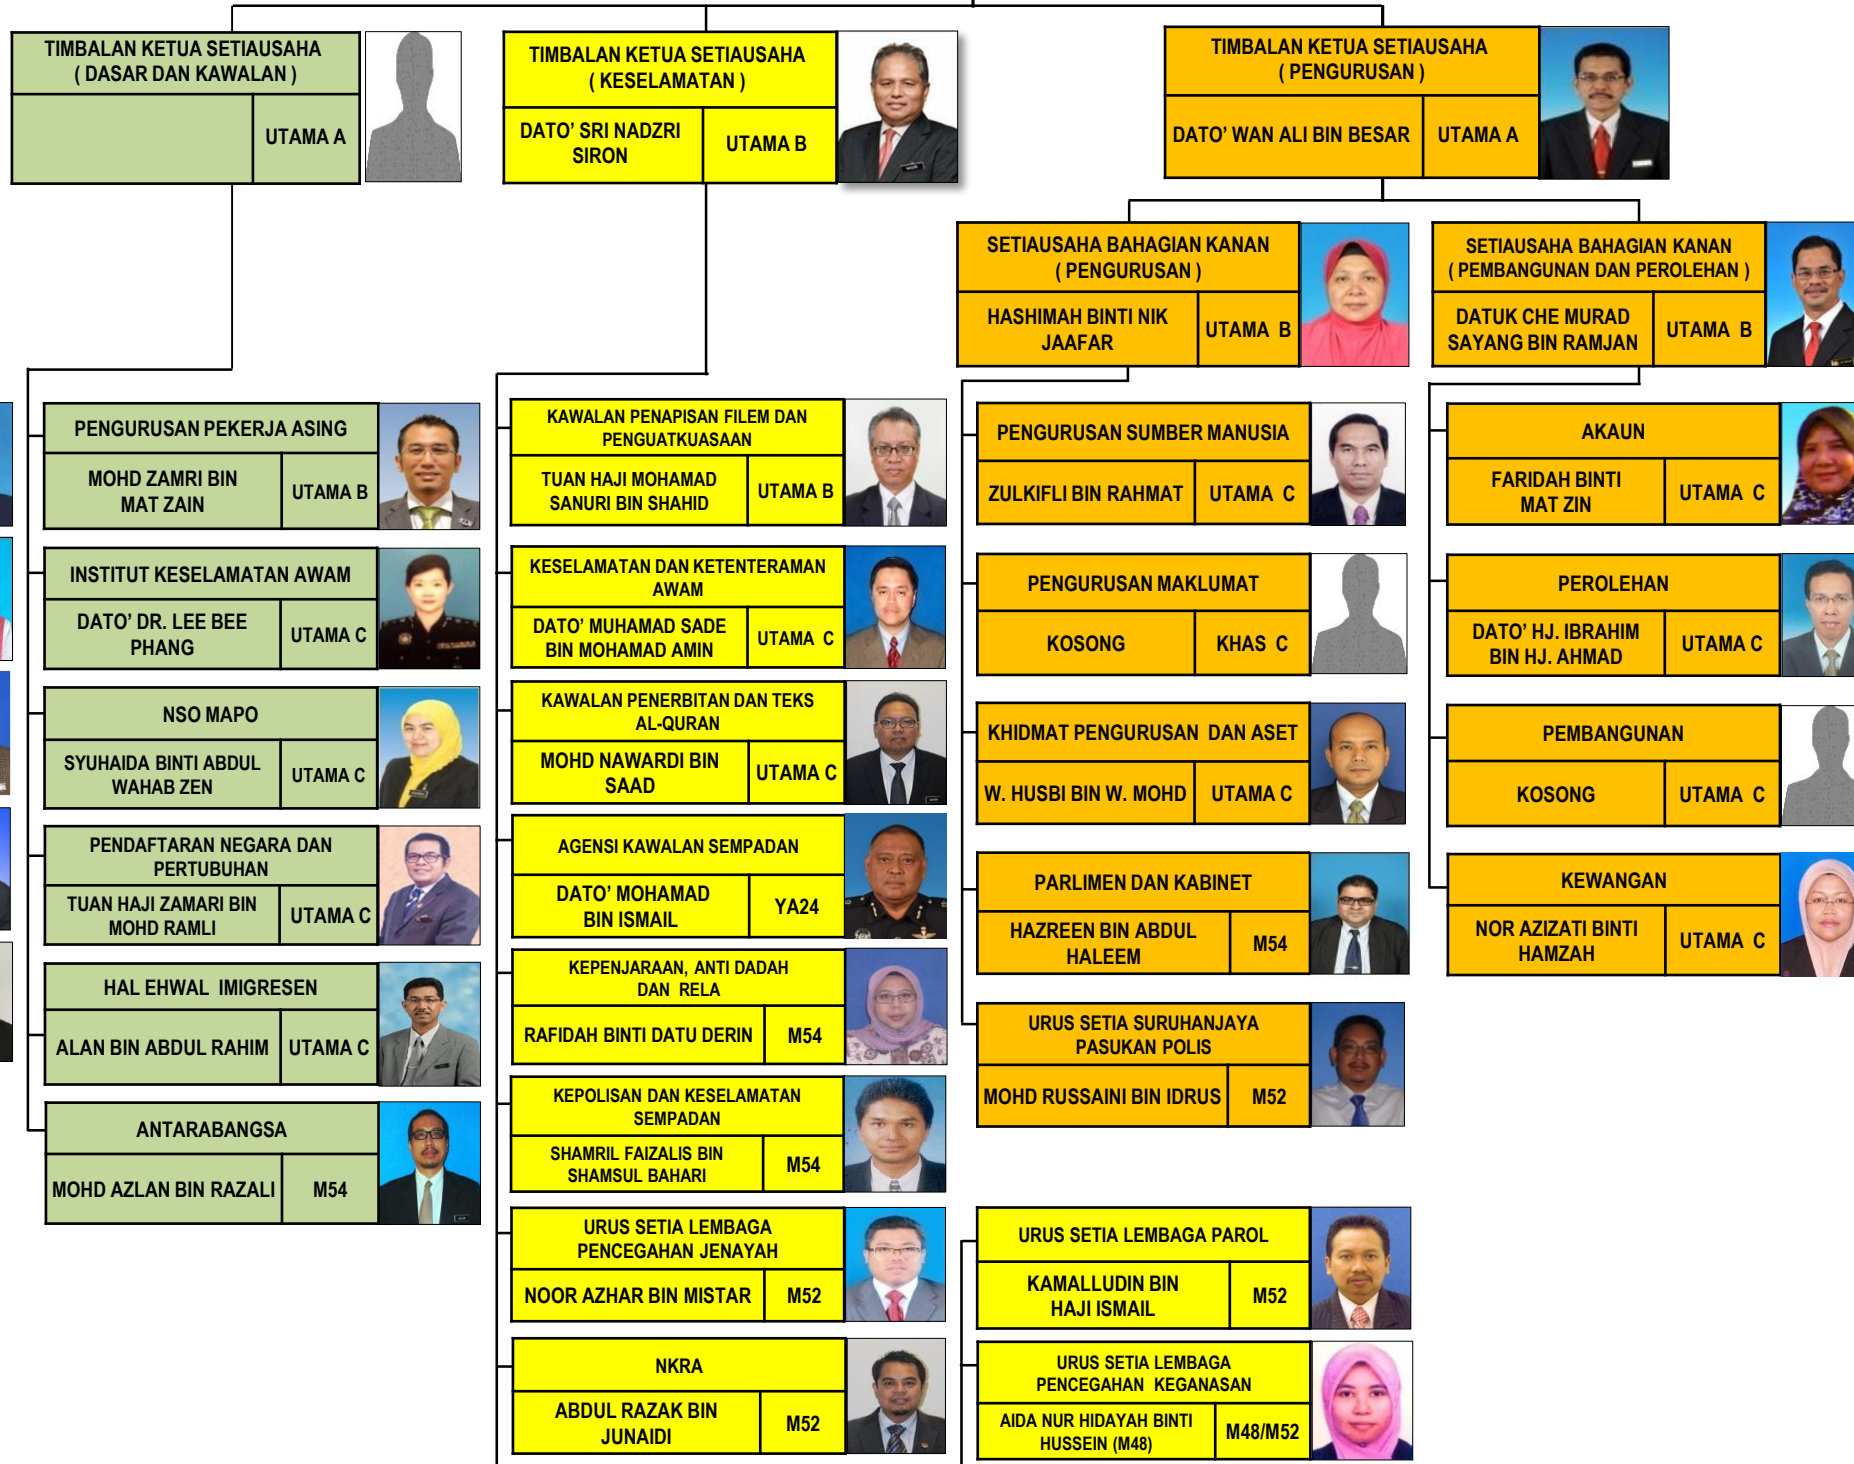 TIMBALAN KETUA SETIAUSAHA
( DASAR DAN KAWALAN )
UTAMA A
TIMBALAN KETUA SETIAUSAHA
( KESELAMATAN )
DATO' SRI NADZRI
SIRON
UTAMA B
TIMBALAN KETUA SETIAUSAHA
( PENGURUSAN )
DATO' WAN ALI BIN BESAR
UTAMA A
SETIAUSAHA BAHAGIAN KANAN
( PENGURUSAN )
HASHIMAH BINTI NIK
JAAFAR
UTAMA B
SETIAUSAHA BAHAGIAN KANAN
( PEMBANGUNAN DAN PEROLEHAN )
DATUK CHE MURAD
SAYANG BIN RAMJAN
UTAMA B
PENGURUSAN PEKERJA ASING
MOHD ZAMRI BIN
MAT ZAIN
UTAMA B
INSTITUT KESELAMATAN AWAM
DATO' DR. LEE BEE
PHANG
UTAMA C
NSO MAPO
SYUHAIDA BINTI ABDUL
WAHAB ZEN
UTAMA C
PENDAFTARAN NEGARA DAN
PERTUBUHAN
TUAN HAJI ZAMARI BIN
MOHD RAMLI
UTAMA C
HAL EHWAL IMIGRESEN
ALAN BIN ABDUL RAHIM
UTAMA C
ANTARABANGSA
MOHD AZLAN BIN RAZALI
M54
KAWALAN PENAPISAN FILEM DAN
PENGUATKUASAAN
TUAN HAJI MOHAMAD
SANURI BIN SHAHID
UTAMA B
KESELAMATAN DAN KETENTERAMAN
AWAM
DATO' MUHAMAD SADE
BIN MOHAMAD AMIN
UTAMA C
KAWALAN PENERBITAN DAN TEKS
AL-QURAN
MOHD NAWARDI BIN
SAAD
UTAMA C
AGENSI KAWALAN SEMPADAN
DATO' MOHAMAD
BIN ISMAIL
YA24
KEPENJARAAN, ANTI DADAH
DAN RELA
RAFIDAH BINTI DATU DERIN
M54
KEPOLISAN DAN KESELAMATAN
SEMPADAN
SHAMRIL FAIZALIS BIN
SHAMSUL BAHARI
M54
URUS SETIA LEMBAGA
PENCEGAHAN JENAYAH
NOOR AZHAR BIN MISTAR
M52
NKRA
ABDUL RAZAK BIN
JUNAIDI
M52
PENGURUSAN SUMBER MANUSIA
ZULKIFLI BIN RAHMAT
UTAMA C
PENGURUSAN MAKLUMAT
KOSONG
KHAS C
KHIDMAT PENGURUSAN DAN ASET
W. HUSBI BIN W. MOHD
UTAMA C
PARLIMEN DAN KABINET
HAZREEN BIN ABDUL
HALEEM
M54
URUS SETIA SURUHANJAYA
PASUKAN POLIS
MOHD RUSSAINI BIN IDRUS
M52
URUS SETIA LEMBAGA PAROL
KAMALLUDIN BIN
HAJI ISMAIL
M52
URUS SETIA LEMBAGA
PENCEGAHAN KEGANASAN
AIDA NUR HIDAYAH BINTI
HUSSEIN (M48)
M48/M52
AKAUN
FARIDAH BINTI
MAT ZIN
UTAMA C
PEROLEHAN
DATO' HJ. IBRAHIM
BIN HJ. AHMAD
UTAMA C
PEMBANGUNAN
KOSONG
UTAMA C
KEWANGAN
NOR AZIZATI BINTI
HAMZAH
UTAMA C